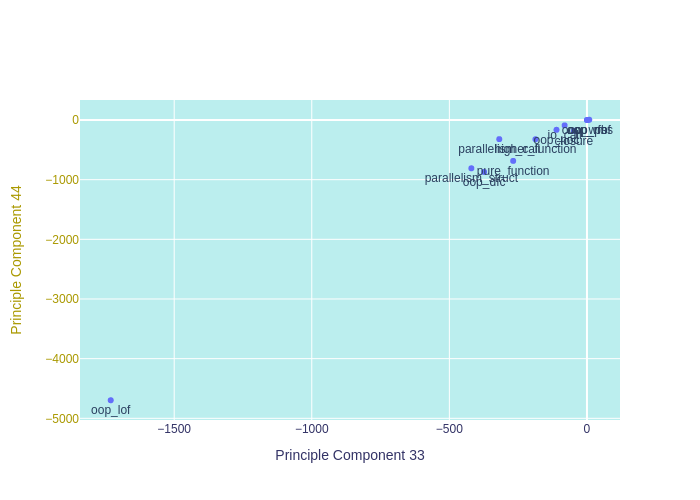 0
−1000
−2000
−3000
−4000
−5000
Principle Component 44
closure
parallelism_call
higher_function
pure_function
parallelism_struct
oop_dfc
oop_lof
−1500
−1000
−500
0
Principle Component 33